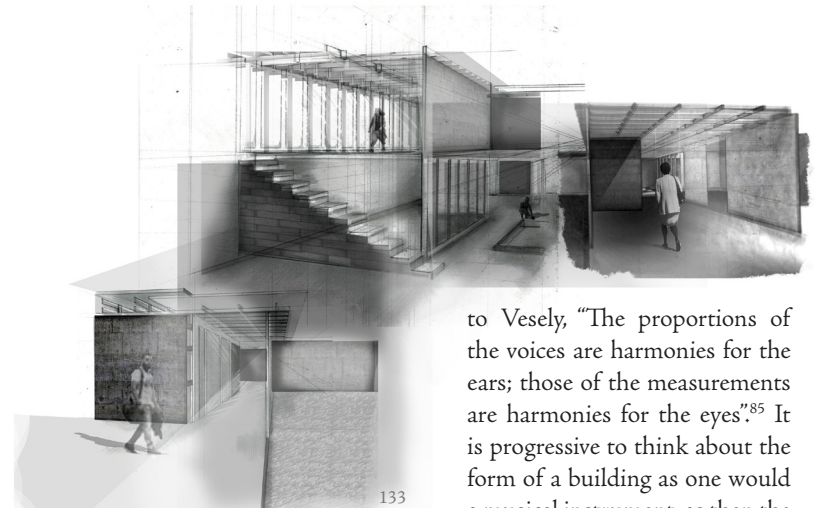 to Vesely, “The proportions of
the voices are harmonies for the
ears; those of the measurements
are harmonies for the eyes”.85 It
is progressive to think about the
form of a building as one would
133